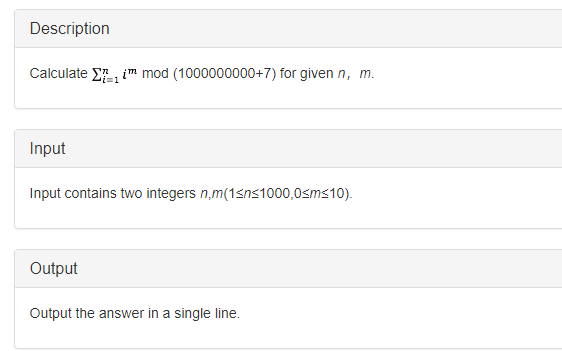 Description
Calculate ∑ⁿᵢ₌₁ iᵐ mod (1000000000+7) for given n, m.
Input
Input contains two integers n,m(1≤n≤1000,0≤m≤10).
Output
Output the answer in a single line.